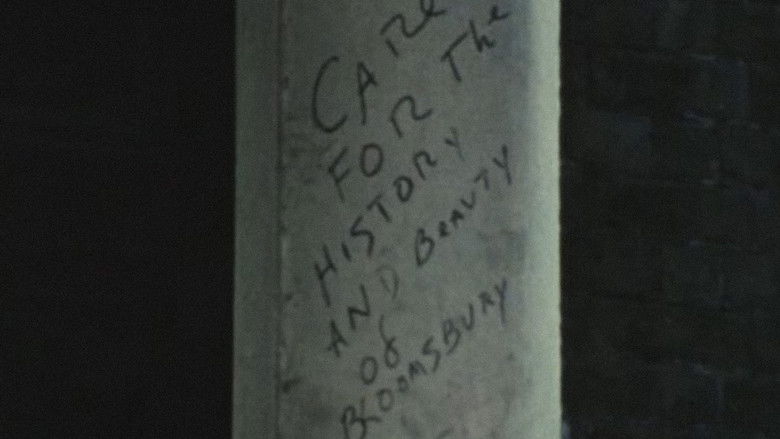 CARe
FOR The
HISTORY
AND BeAUTY
Of
BLOOMSBURY